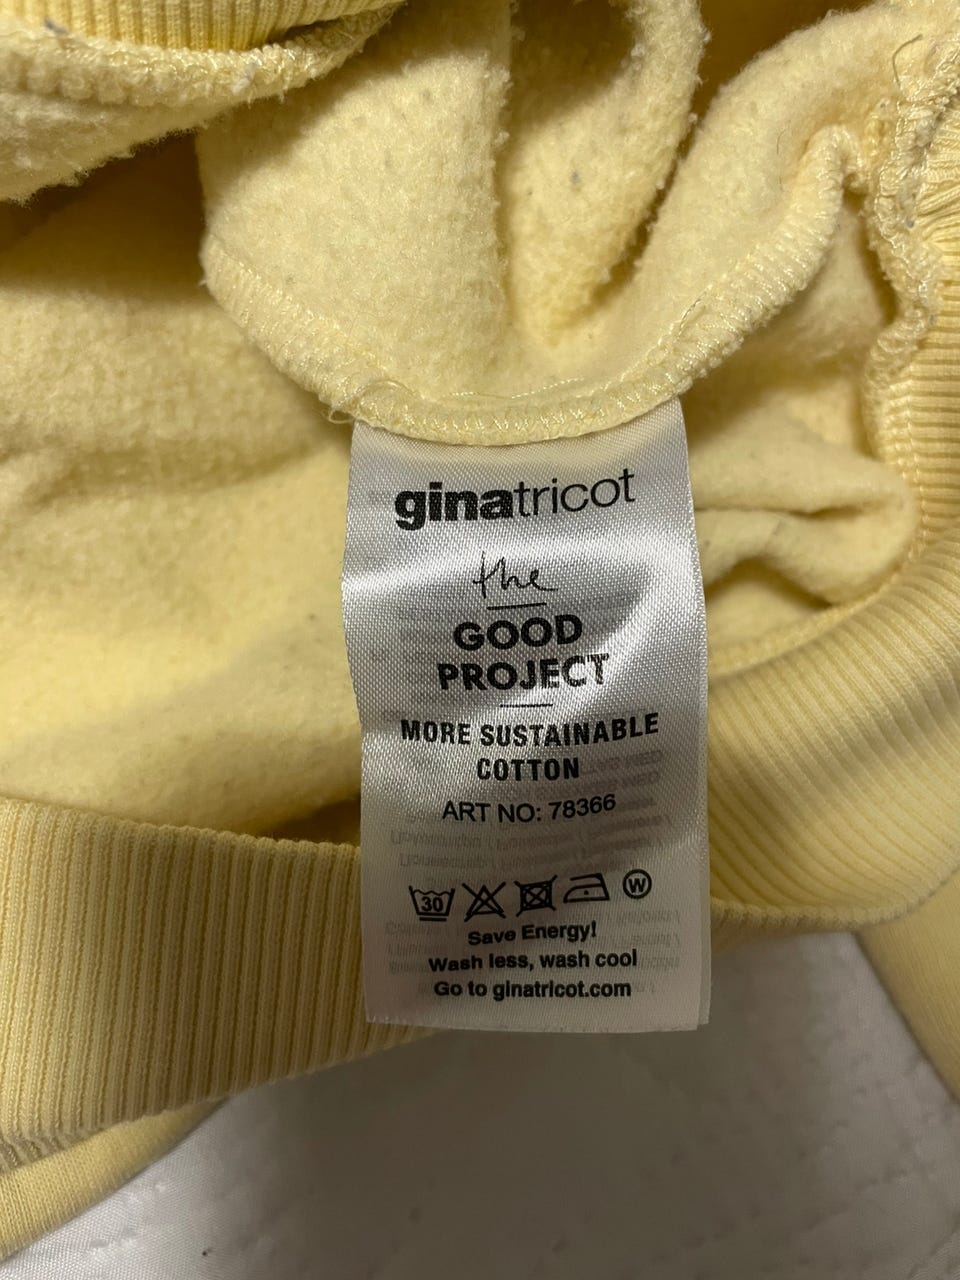 ginatricot
the
GOOD
PROJECT
MORE SUSTAINABLE
COTTON
ART NO: 78366
30 W
Save Energy!
Wash less, wash cool
Go to ginatricot.com